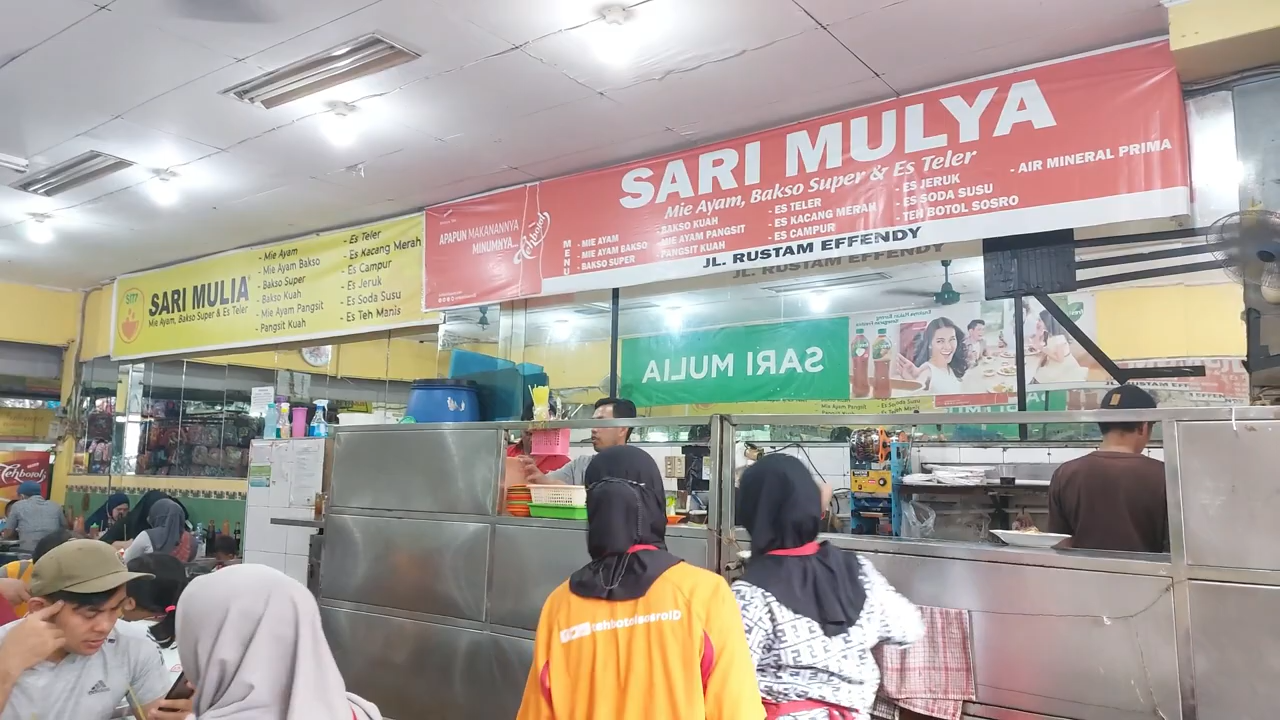 SARI MULYA
Mie Ayam, Bakso Super & Es Teler
APAPUN MAKANANNYA
MINUMNYA...
Tehbotol
MENU
- MIE AYAM
- MIE AYAM BAKSO
- BAKSO SUPER
- BAKSO KUAH
- MIE AYAM PANGSIT
- PANGSIT KUAH
- ES TELER
- ES KACANG MERAH
- ES CAMPUR
- ES JERUK
- ES SODA SUSU
- TEH BOTOL SOSRO
- AIR MINERAL PRIMA
JL. RUSTAM EFFENDY
JL. RUSTAM EFFENDY
SARI MULIA
Mie Ayam, Bakso Super & Es Teler
- Mie Ayam
- Mie Ayam Bakso
- Bakso Super
- Bakso Kuah
- Mie Ayam Pangsit
- Pangsit Kuah
- Es Teler
- Es Kacang Merah
- Es Campur
- Es Jeruk
- Es Soda Susu
- Es Teh Manis
SARI MULIA
Tehbotol
tehbotolsosroID
adidas